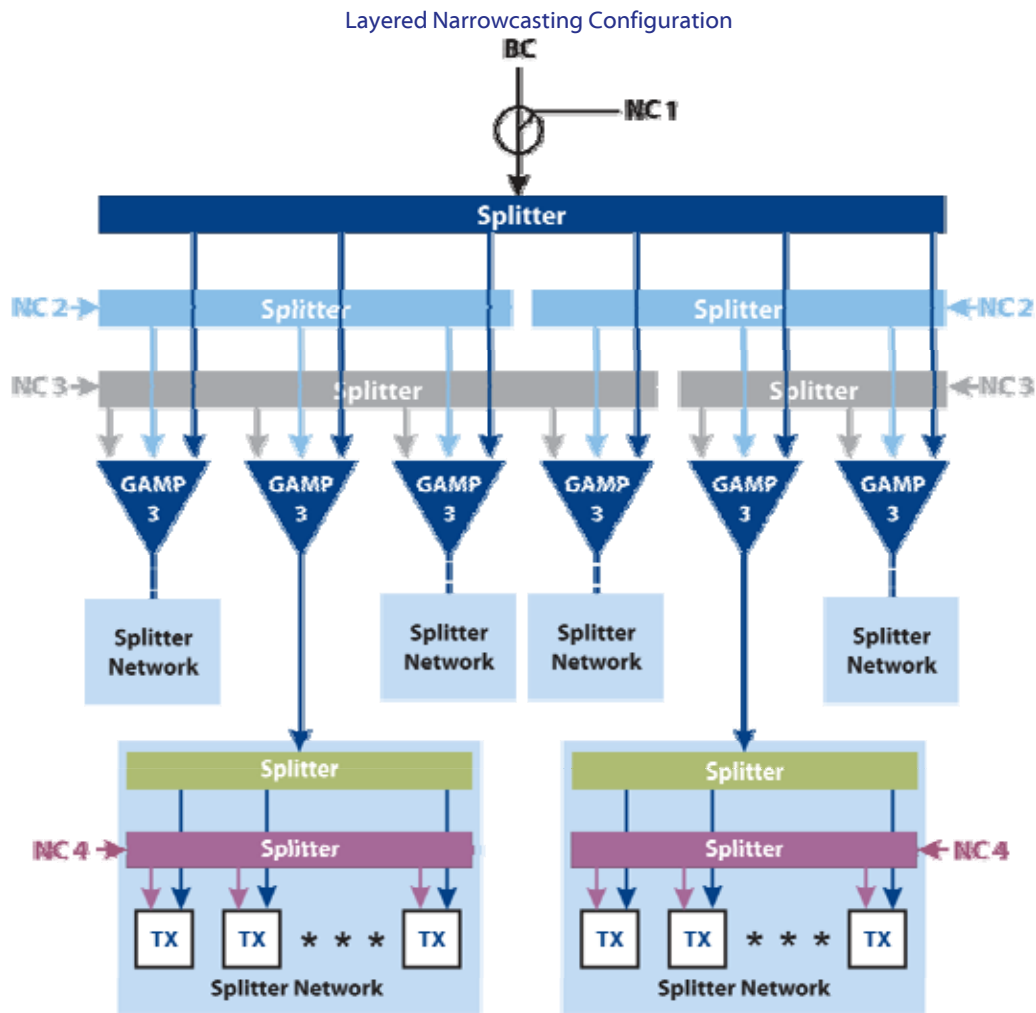 Layered Narrowcasting Configuration
BC
NC 1
Splitter
NC 2 Splitter Splitter NC 2
NC 3 Splitter Splitter NC 3
GAMP GAMP GAMP GAMP GAMP GAMP
3 3 3 3 3 3
Splitter Splitter Splitter Splitter
Network Network Network Network
Splitter Splitter
NC 4 Splitter Splitter NC 4
TX TX * * * TX TX TX * * * TX
Splitter Network Splitter Network